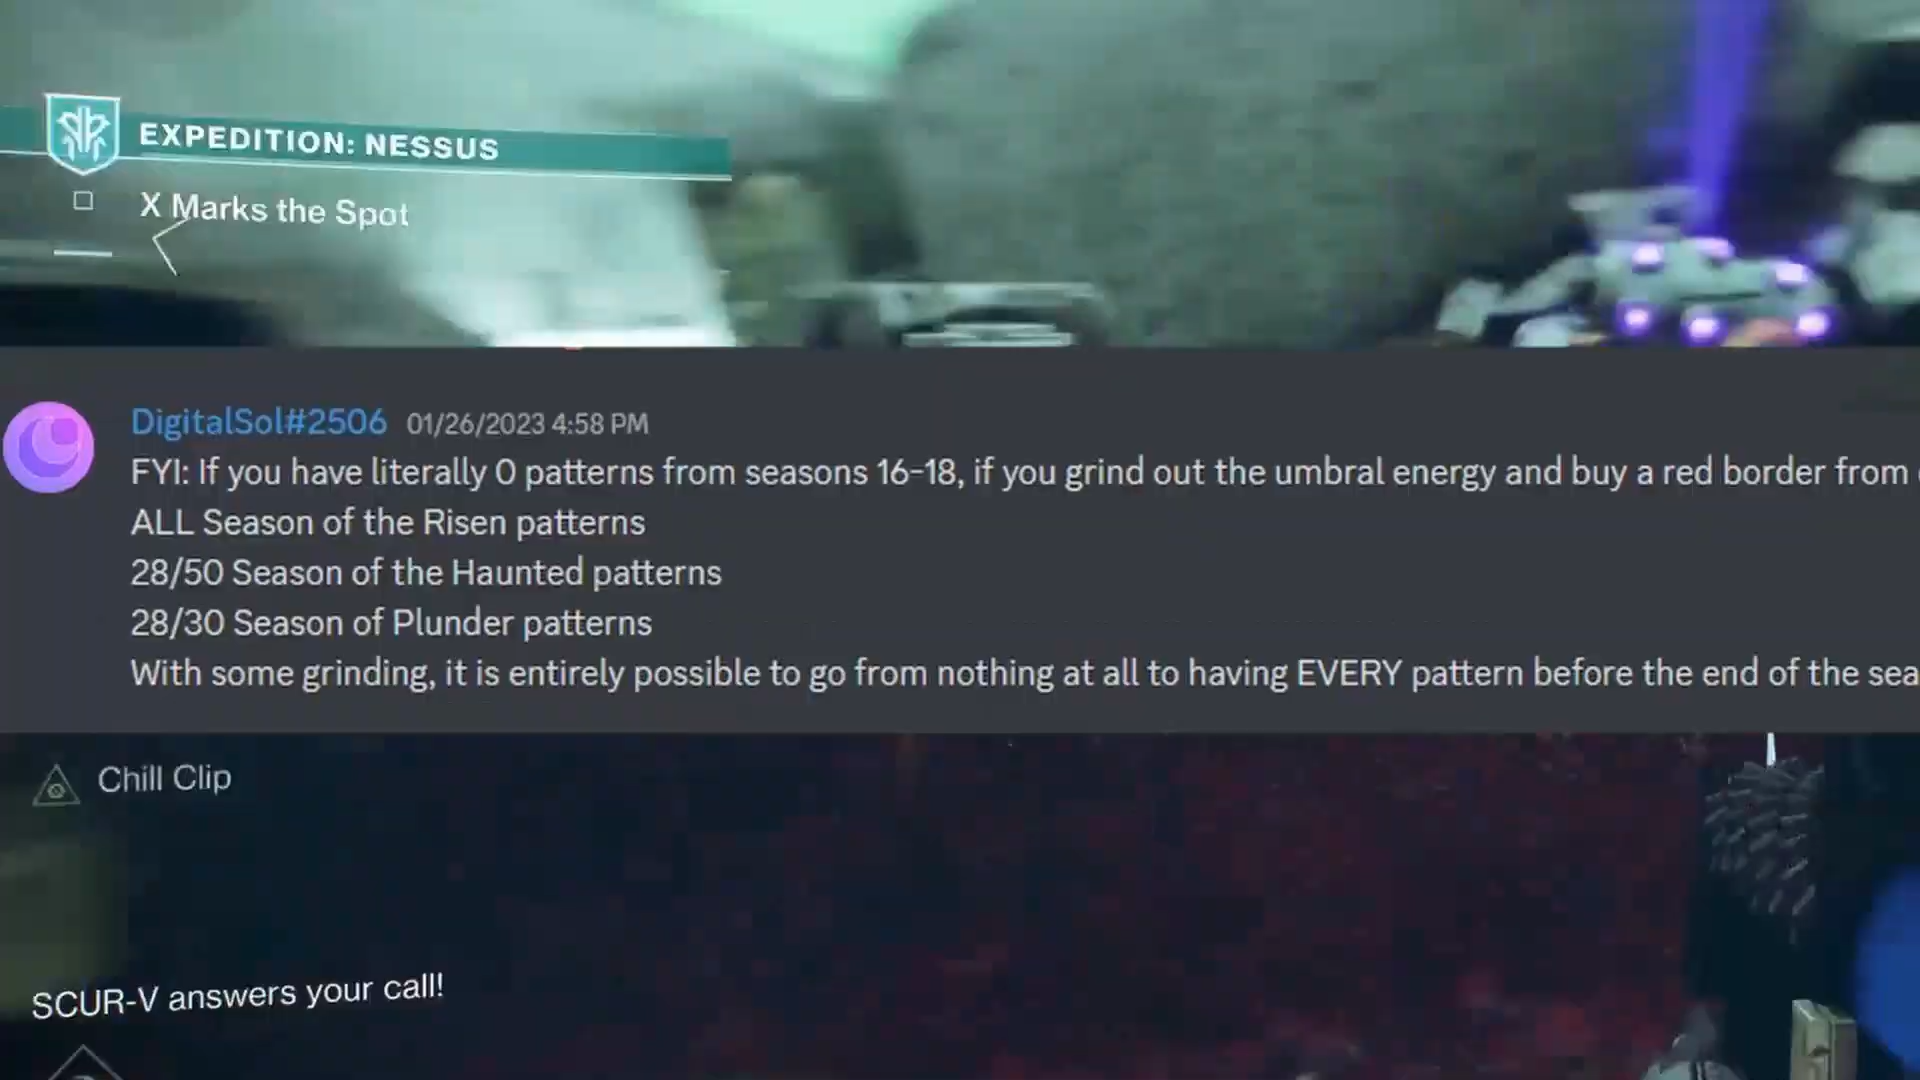 EXPEDITION: NESSUS
X Marks the Spot
DigitalSol#2506 01/26/2023 4:58 PM
FYI: If you have literally 0 patterns from seasons 16-18, if you grind out the umbral energy and buy a red border from
ALL Season of the Risen patterns
28/50 Season of the Haunted patterns
28/30 Season of Plunder patterns
With some grinding, it is entirely possible to go from nothing at all to having EVERY pattern before the end of the sea
Chill Clip
SCUR-V answers your call!